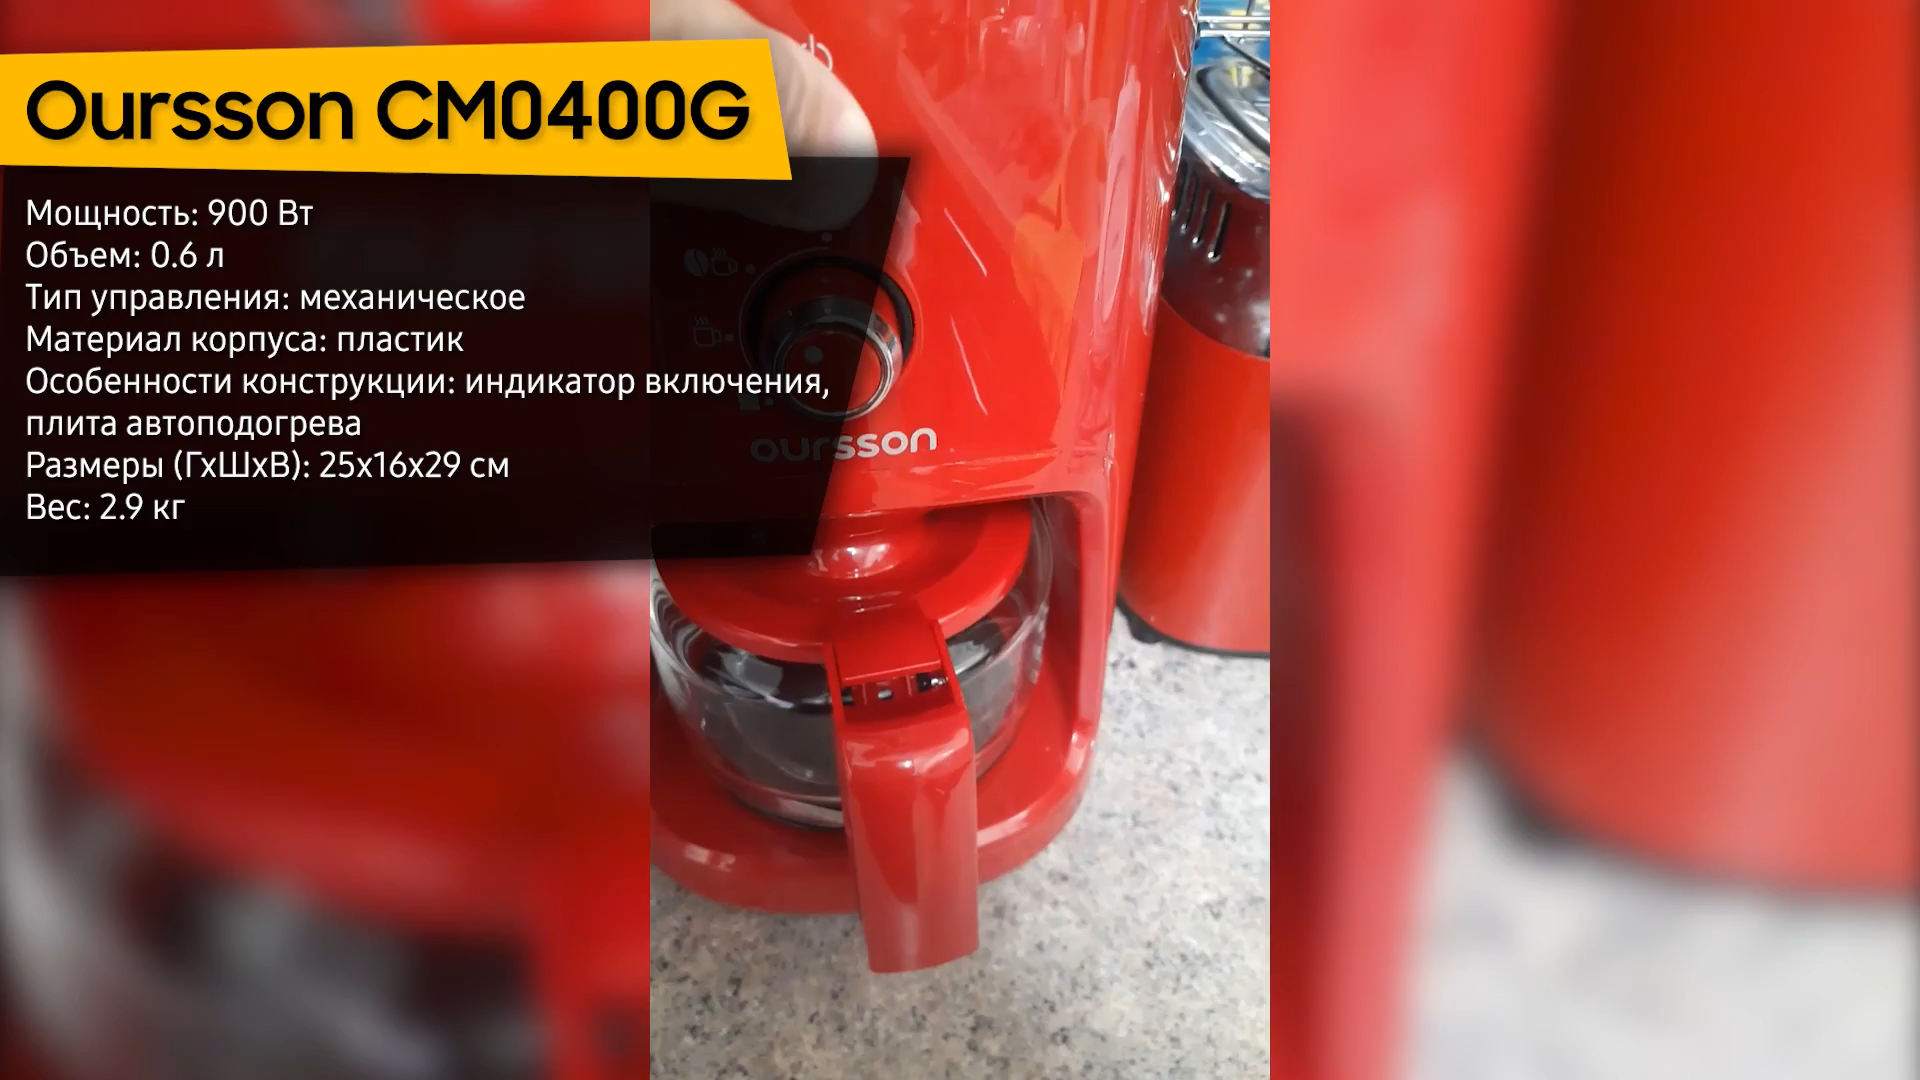 Oursson CM0400G
Мощность: 900 Вт
Объем: 0.6 л
Тип управления: механическое
Материал корпуса: пластик
Особенности конструкции: индикатор включения,
плита автоподогрева
Размеры (ГхШхВ): 25х16х29 см
Вес: 2.9 кг
oursson